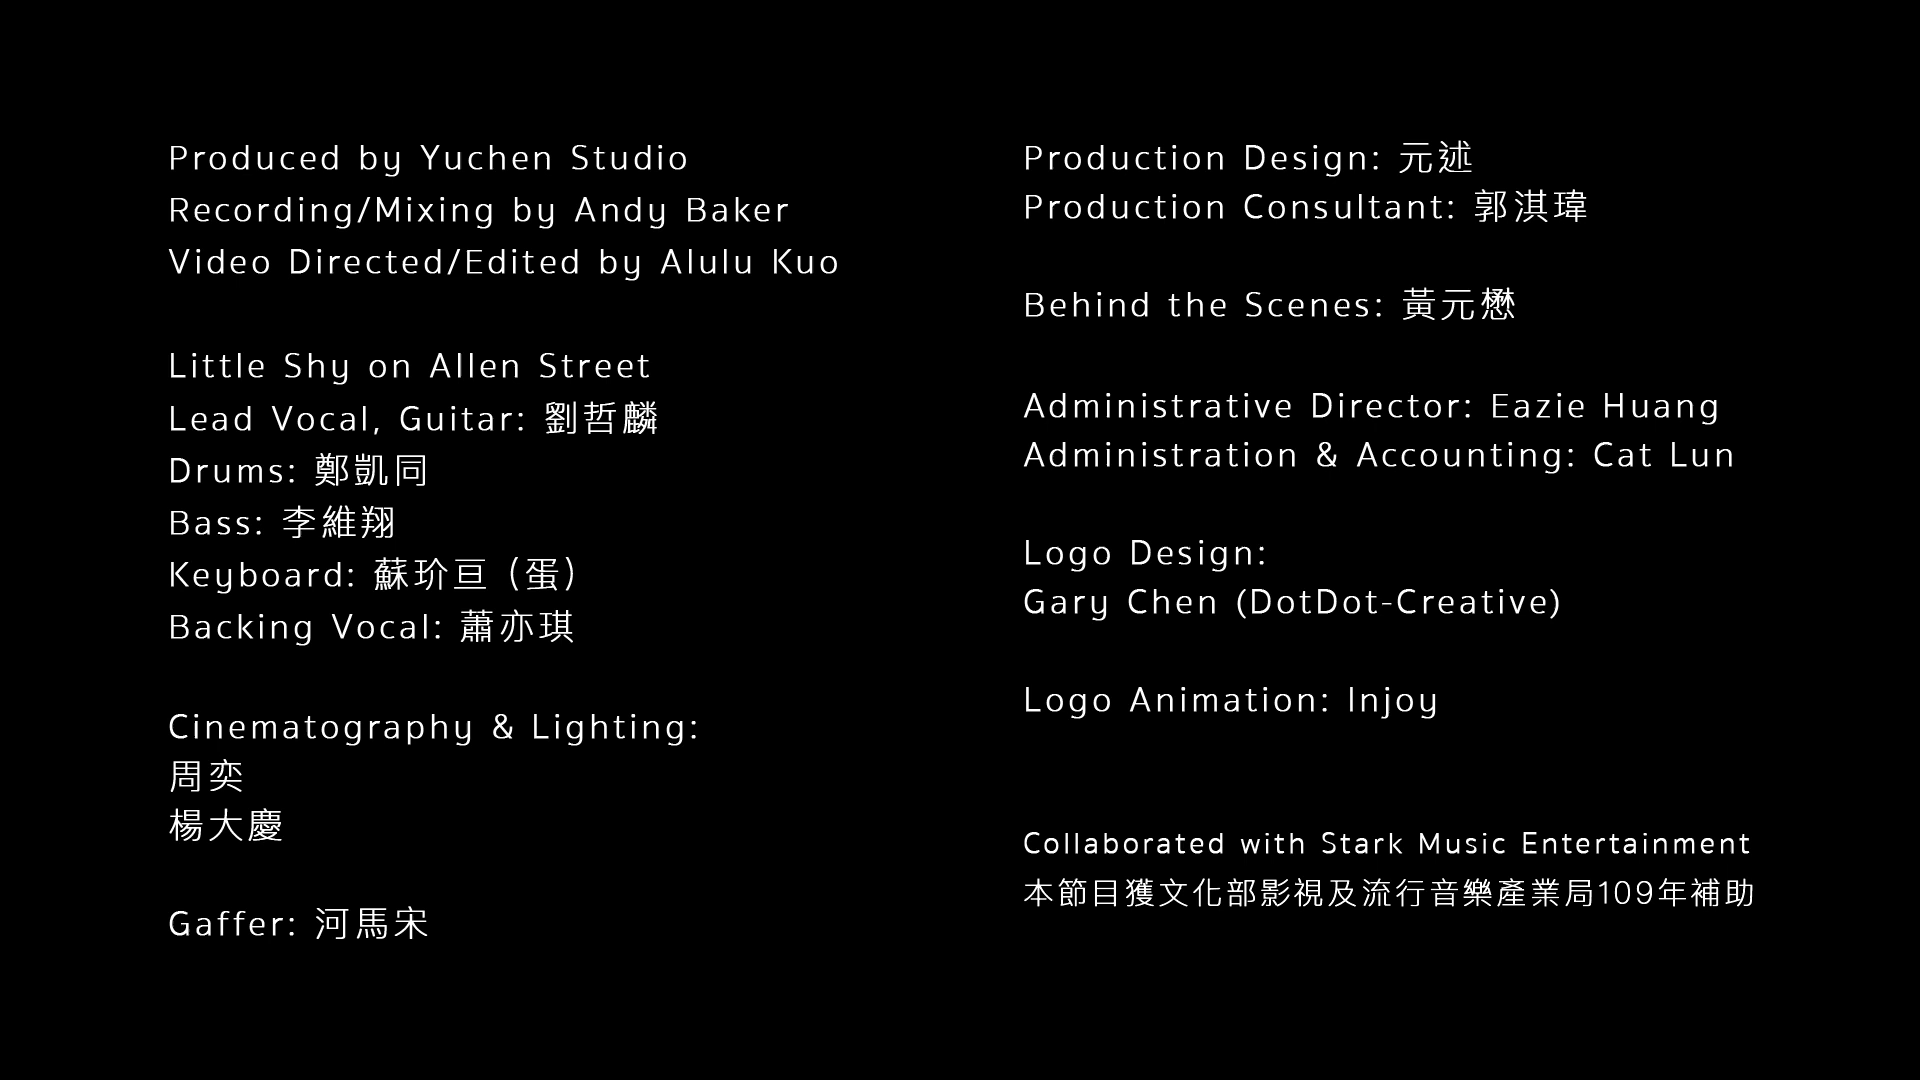 Produced by Yuchen Studio
Recording/Mixing by Andy Baker
Video Directed/Edited by Alulu Kuo
Little Shy on Allen Street
Lead Vocal, Guitar: 劉哲麟
Drums: 鄭凱同
Bass: 李維翔
Keyboard: 蘇玠亘 (蛋)
Backing Vocal: 蕭亦琪
Cinematography & Lighting:
周奕
楊大慶
Gaffer: 河馬宋
Production Design: 元述
Production Consultant: 郭淇瑋
Behind the Scenes: 黃元懋
Administrative Director: Eazie Huang
Administration & Accounting: Cat Lun
Logo Design:
Gary Chen (DotDot-Creative)
Logo Animation: Injoy
Collaborated with Stark Music Entertainment
本節目獲文化部影視及流行音樂產業局109年補助